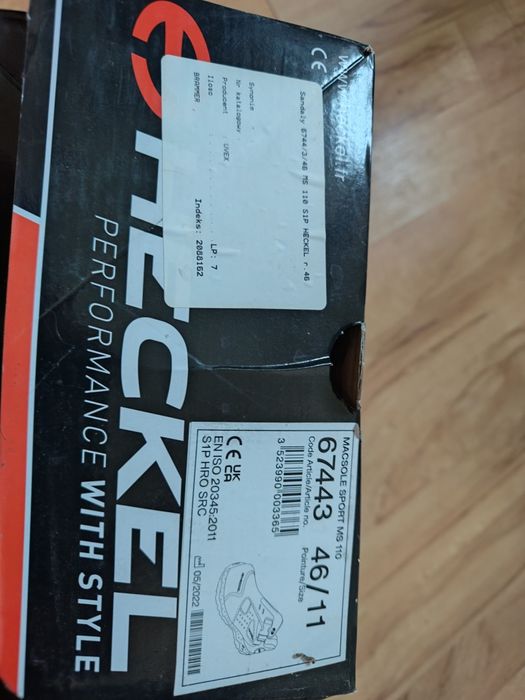 HECKEL
PERFORMANCE WITH STYLE
CE
Sandały 6744/3/46 MS 110 S1P HECKEL r.46
Synonim
Nr katalogowy
Producent UVEX
Ilość LP: 7
BRAMMER Indeks: 2088162
MACSOLE SPORT MS 110
67443 46/11
Code Article/Article no. Pointure/Size
3 523990 003365
CE UK CA
EN ISO 20345:2011
S1P HRO SRC
05/2022